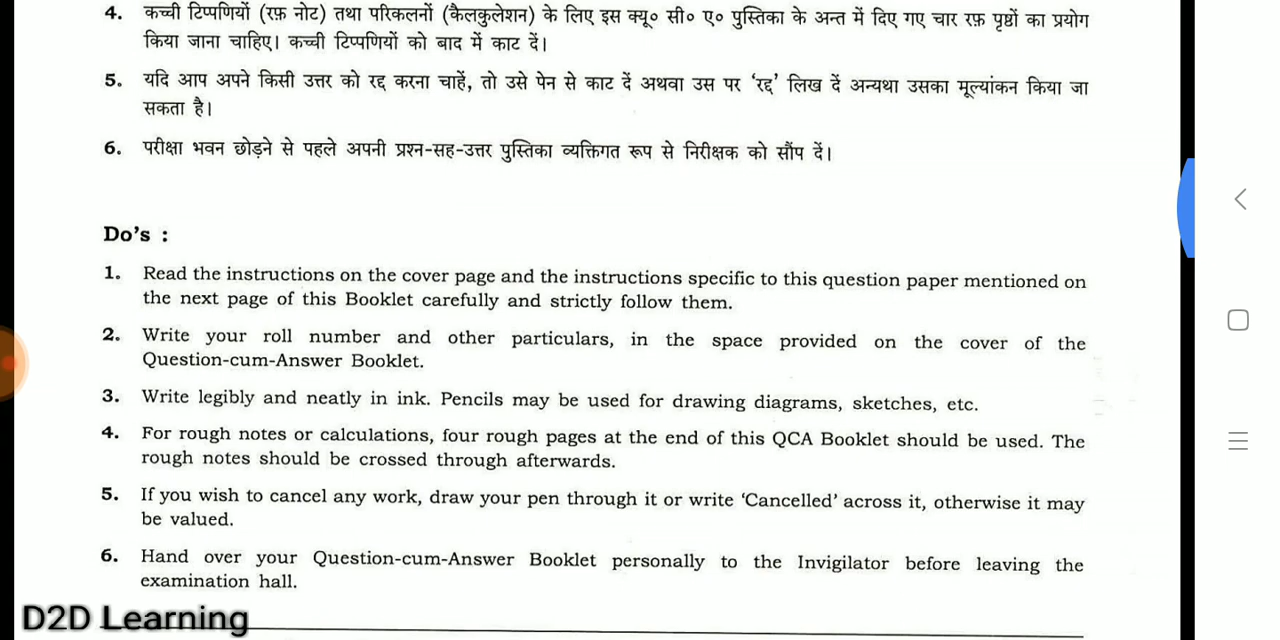 4. कच्ची टिप्पणियों (रफ़ नोट) तथा परिकलनों (कैलकुलेशन) के लिए इस क्यू० सी० ए० पुस्तिका के अन्त में दिए गए चार रफ़ पृष्ठों का प्रयोग
किया जाना चाहिए। कच्ची टिप्पणियों को बाद में काट दें।
5. यदि आप अपने किसी उत्तर को रद्द करना चाहें, तो उसे पेन से काट दें अथवा उस पर ‘रद्द’ लिख दें अन्यथा उसका मूल्यांकन किया जा
सकता है।
6. परीक्षा भवन छोड़ने से पहले अपनी प्रश्न-सह-उत्तर पुस्तिका व्यक्तिगत रूप से निरीक्षक को सौंप दें।
Do’s :
1. Read the instructions on the cover page and the instructions specific to this question paper mentioned on
the next page of this Booklet carefully and strictly follow them.
2. Write your roll number and other particulars, in the space provided on the cover of the
Question-cum-Answer Booklet.
3. Write legibly and neatly in ink. Pencils may be used for drawing diagrams, sketches, etc.
4. For rough notes or calculations, four rough pages at the end of this QCA Booklet should be used. The
rough notes should be crossed through afterwards.
5. If you wish to cancel any work, draw your pen through it or write ‘Cancelled’ across it, otherwise it may
be valued.
6. Hand over your Question-cum-Answer Booklet personally to the Invigilator before leaving the
examination hall.
D2D Learning